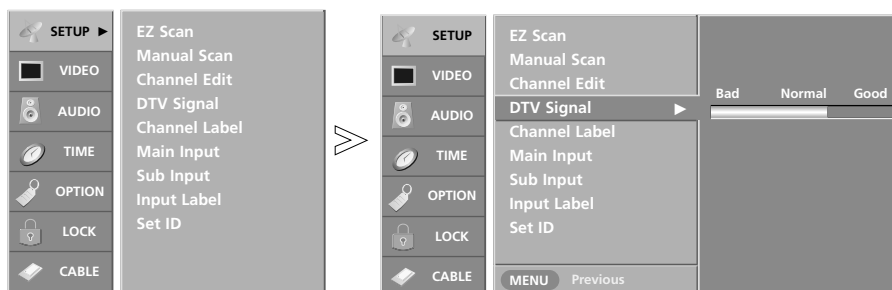 SETUP ►
VIDEO
AUDIO
TIME
OPTION
LOCK
CABLE
EZ Scan
Manual Scan
Channel Edit
DTV Signal
Channel Label
Main Input
Sub Input
Input Label
Set ID
SETUP
VIDEO
AUDIO
TIME
OPTION
LOCK
CABLE
EZ Scan
Manual Scan
Channel Edit
DTV Signal ►
Channel Label
Main Input
Sub Input
Input Label
Set ID
MENU Previous
Bad Normal Good